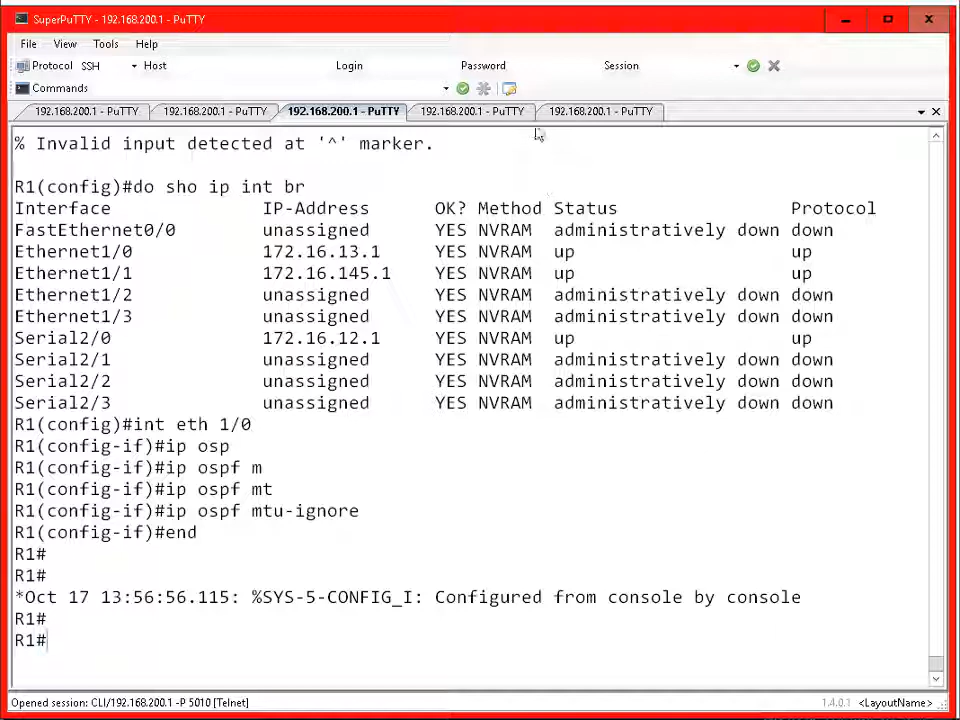 SuperPuTTY - 192.168.200.1 - PuTTY
File View Tools Help
Protocol SSH Host Login Password Session
Commands
192.168.200.1 - PuTTY 192.168.200.1 - PuTTY 192.168.200.1 - PuTTY 192.168.200.1 - PuTTY 192.168.200.1 - PuTTY
% Invalid input detected at '^' marker.
R1(config)#do sho ip int br
Interface IP-Address OK? Method Status Protocol
FastEthernet0/0 unassigned YES NVRAM administratively down down
Ethernet1/0 172.16.13.1 YES NVRAM up up
Ethernet1/1 172.16.145.1 YES NVRAM up up
Ethernet1/2 unassigned YES NVRAM administratively down down
Ethernet1/3 unassigned YES NVRAM administratively down down
Serial2/0 172.16.12.1 YES NVRAM up up
Serial2/1 unassigned YES NVRAM administratively down down
Serial2/2 unassigned YES NVRAM administratively down down
Serial2/3 unassigned YES NVRAM administratively down down
R1(config)#int eth 1/0
R1(config-if)#ip osp
R1(config-if)#ip ospf m
R1(config-if)#ip ospf mt
R1(config-if)#ip ospf mtu-ignore
R1(config-if)#end
R1#
R1#
*Oct 17 13:56:56.115: %SYS-5-CONFIG_I: Configured from console by console
R1#
R1#
Opened session: CLI/192.168.200.1 -P 5010 [Telnet] 1.4.0.1 <LayoutName>